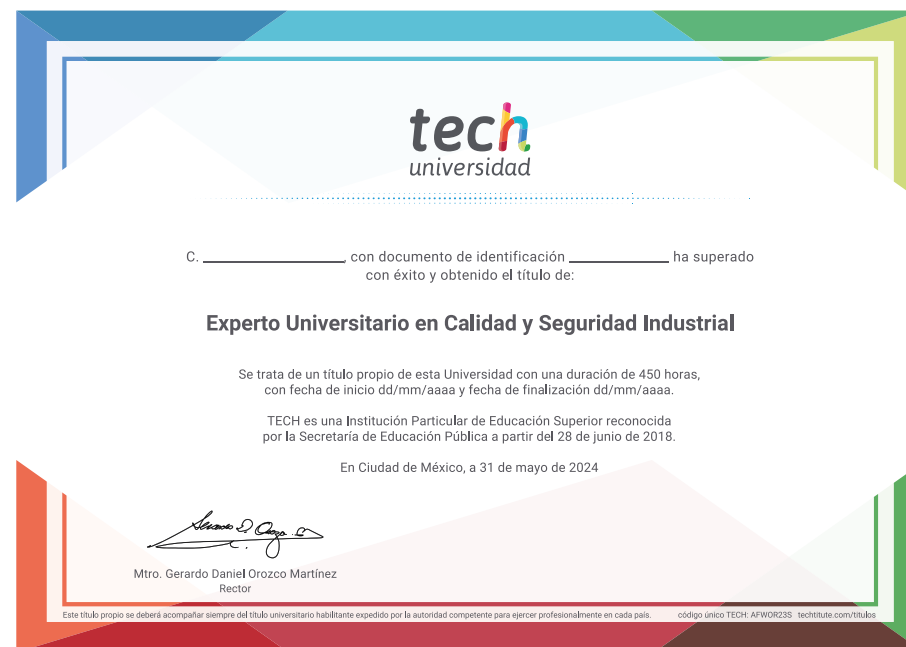 tech
universidad
C. ____________, con documento de identificación ____________ ha superado
con éxito y obtenido el título de:
Experto Universitario en Calidad y Seguridad Industrial
Se trata de un título propio de esta Universidad con una duración de 450 horas,
con fecha de inicio dd/mm/aaaa y fecha de finalización dd/mm/aaaa.
TECH es una Institución Particular de Educación Superior reconocida
por la Secretaría de Educación Pública a partir del 28 de junio de 2018.
En Ciudad de México, a 31 de mayo de 2024
Mtro. Gerardo Daniel Orozco Martínez
Rector
Este título propio se deberá acompañar siempre del título universitario habilitante expedido por la autoridad competente para ejercer profesionalmente en cada país. código único TECH: AFWOR23S techtitute.com/titulos